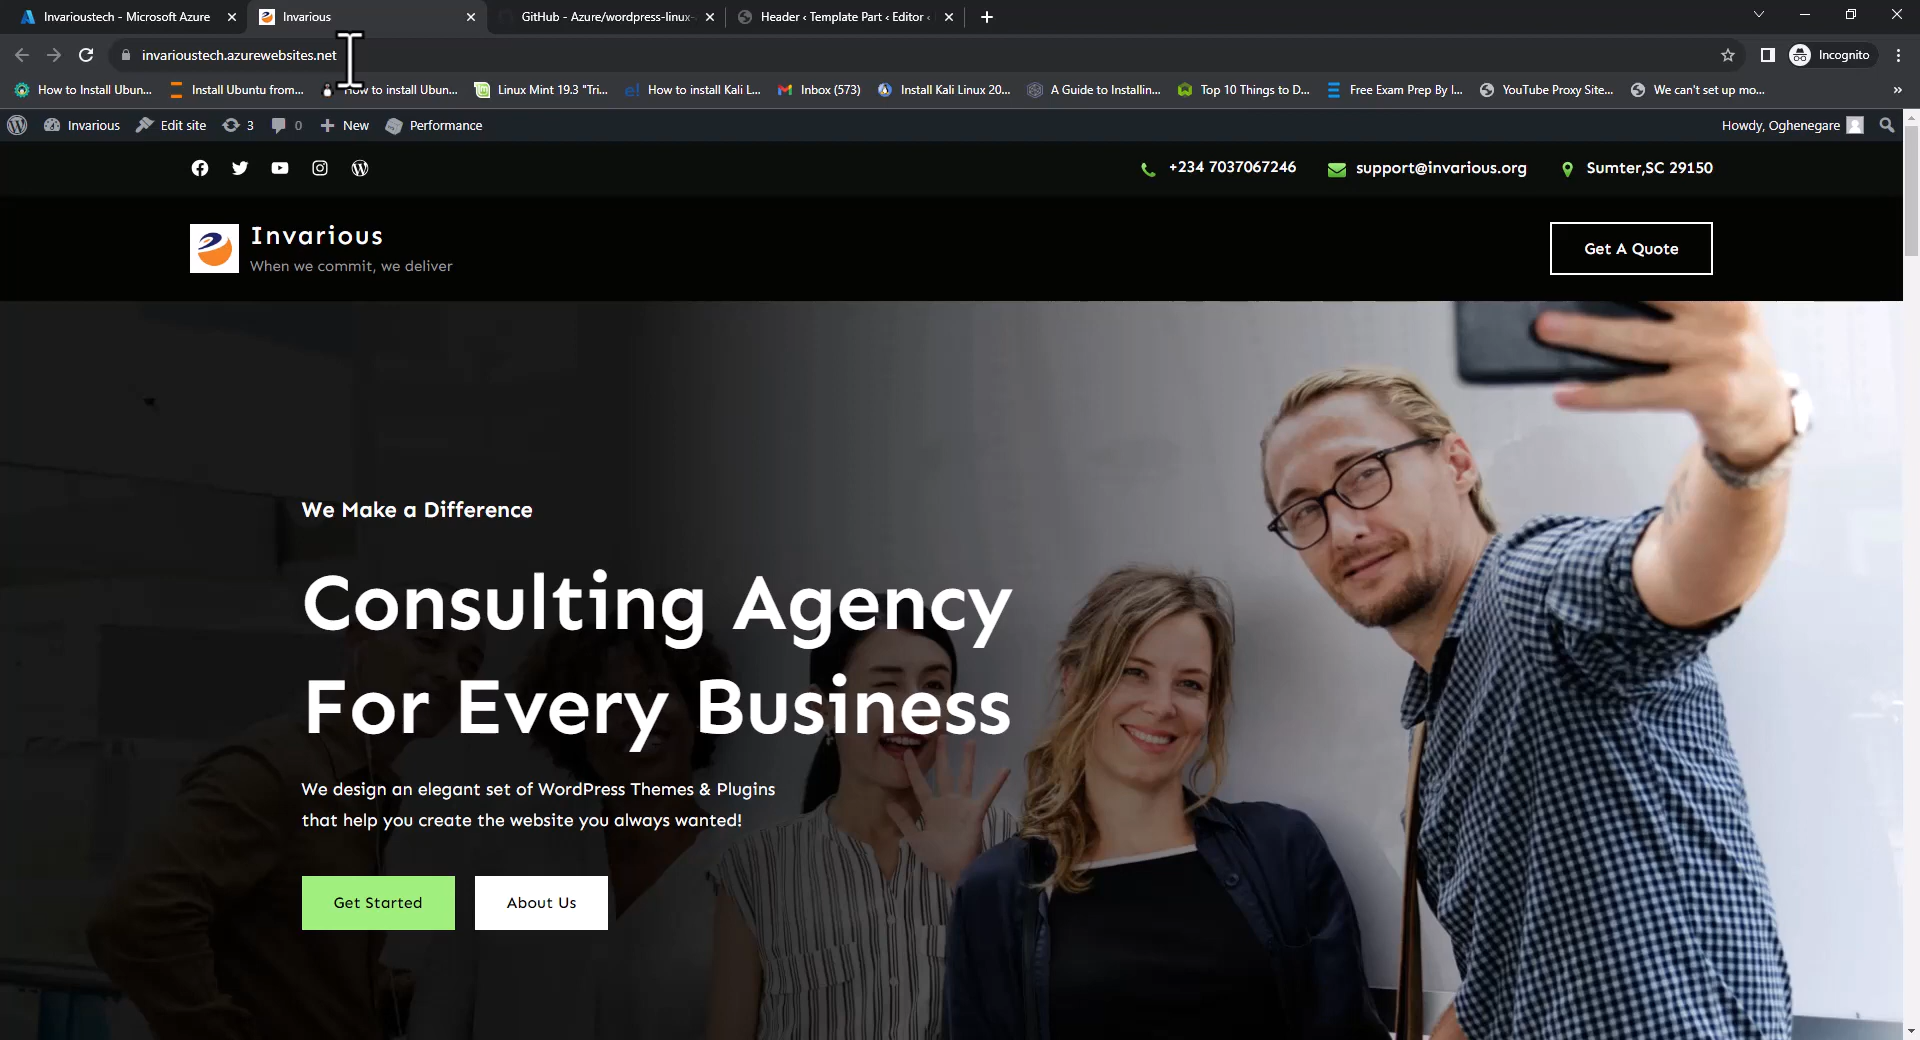 Invarioustech - Microsoft Azure
Invarious
GitHub - Azure/wordpress-linux-
Header ‹ Template Part ‹ Editor ‹
invarioustech.azurewebsites.net
Incognito
How to Install Ubun...
Install Ubuntu from...
How to install Ubun...
Linux Mint 19.3 "Tri...
How to install Kali L...
Inbox (573)
Install Kali Linux 20...
A Guide to Installin...
Top 10 Things to D...
Free Exam Prep By I...
YouTube Proxy Site...
We can't set up mo...
»
Invarious
Edit site
3
0
New
Performance
Howdy, Oghenegare
+234 7037067246
support@invarious.org
Sumter,SC 29150
Invarious
When we commit, we deliver
Get A Quote
We Make a Difference
Consulting Agency
For Every Business
We design an elegant set of WordPress Themes & Plugins
that help you create the website you always wanted!
Get Started
About Us